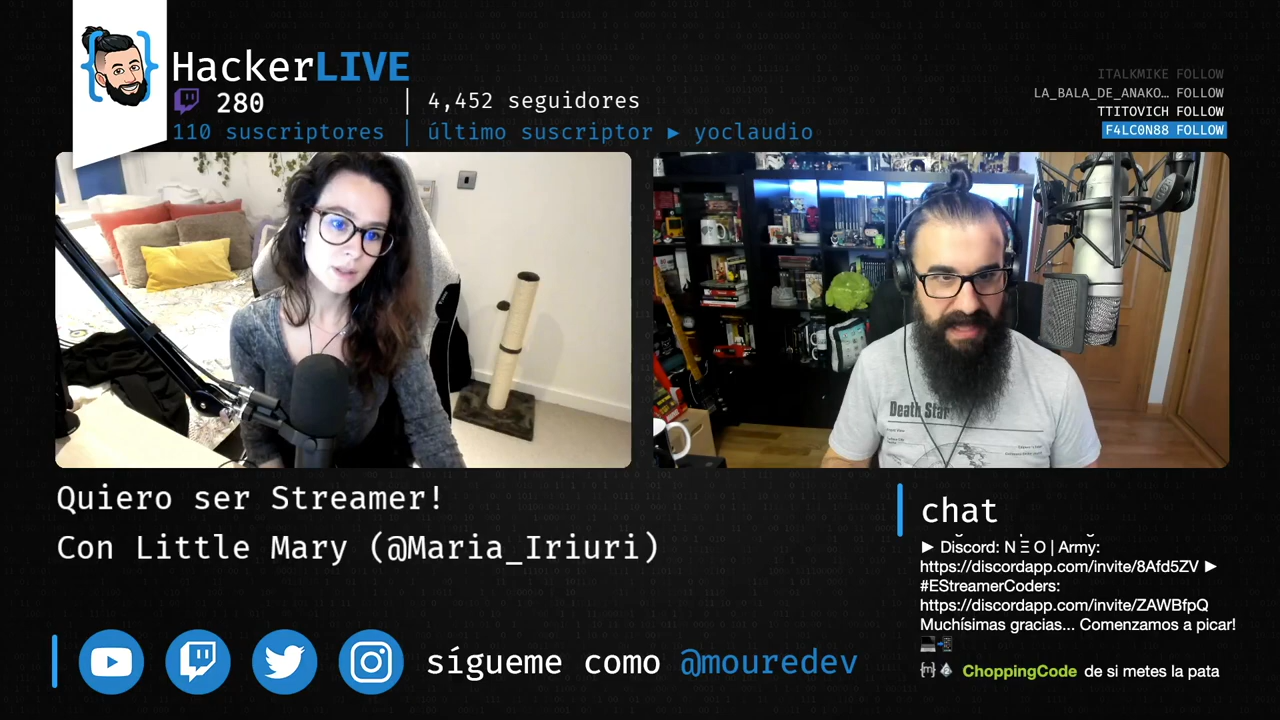 HackerLIVE
280 | 4,452 seguidores
110 suscriptores | último suscriptor ▶ yoclaudio
ITALKMIKE FOLLOW
LA_BALA_DE_ANAKO… FOLLOW
TTITOVICH FOLLOW
F4LC0N88 FOLLOW
Death Star
Quiero ser Streamer!
Con Little Mary (@Maria_Iriuri)
chat
▶ Discord: N Ξ O | Army:
https://discordapp.com/invite/8Afd5ZV ▶
#EStreamerCoders:
https://discordapp.com/invite/ZAWBfpQ
Muchísimas gracias... Comenzamos a picar!
ChoppingCode de si metes la pata
sígueme como @mouredev